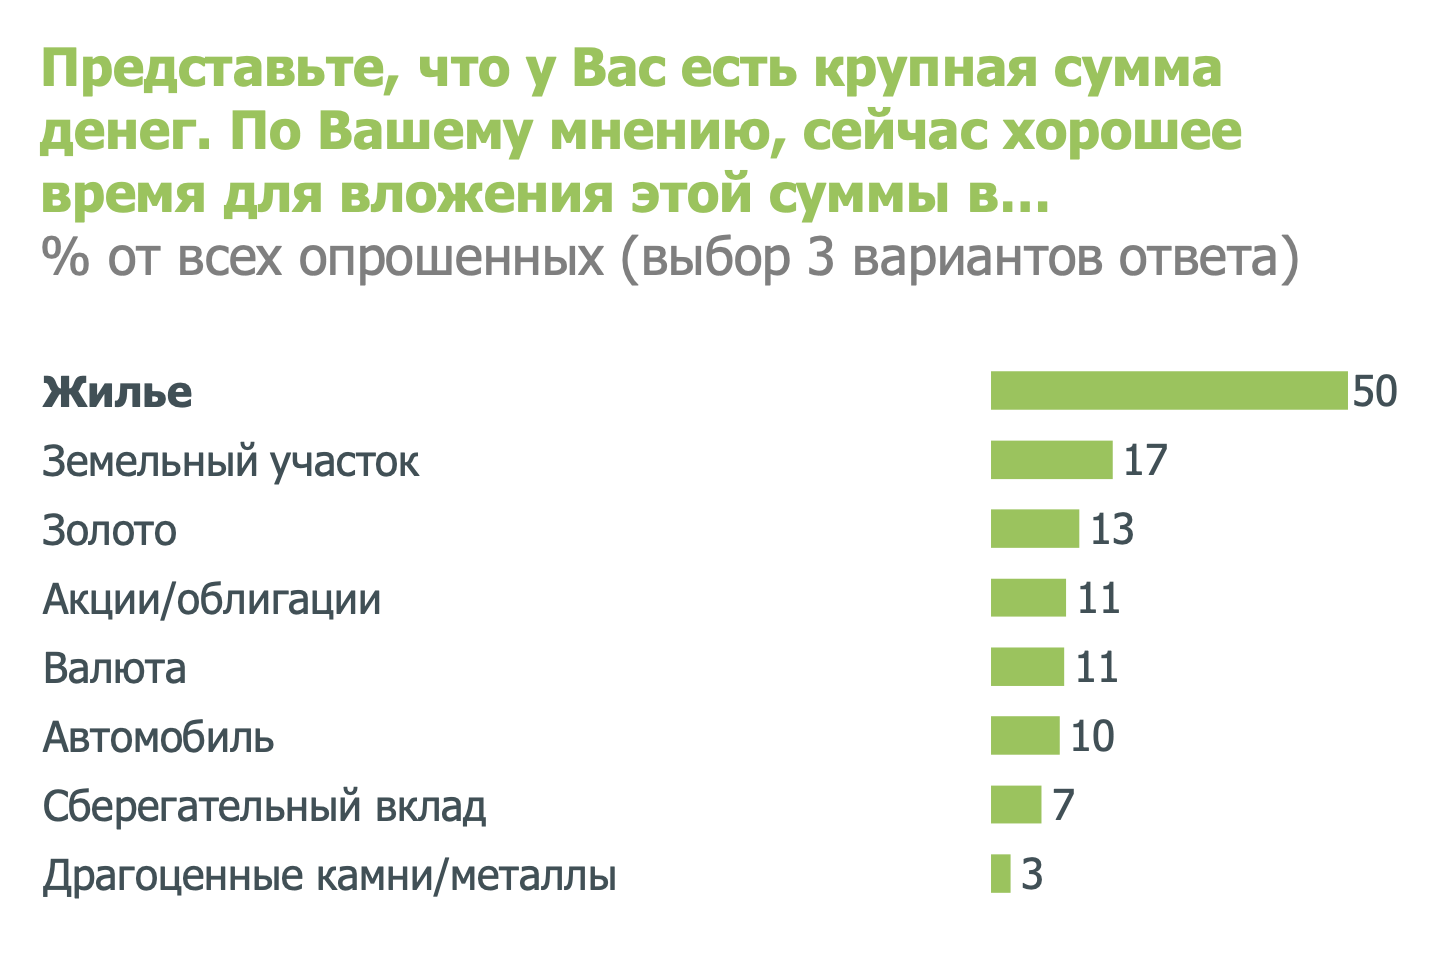 Представьте, что у Вас есть крупная сумма
денег. По Вашему мнению, сейчас хорошее
время для вложения этой суммы в...
% от всех опрошенных (выбор 3 вариантов ответа)
Жилье 50
Земельный участок 17
Золото 13
Акции/облигации 11
Валюта 11
Автомобиль 10
Сберегательный вклад 7
Драгоценные камни/металлы 3